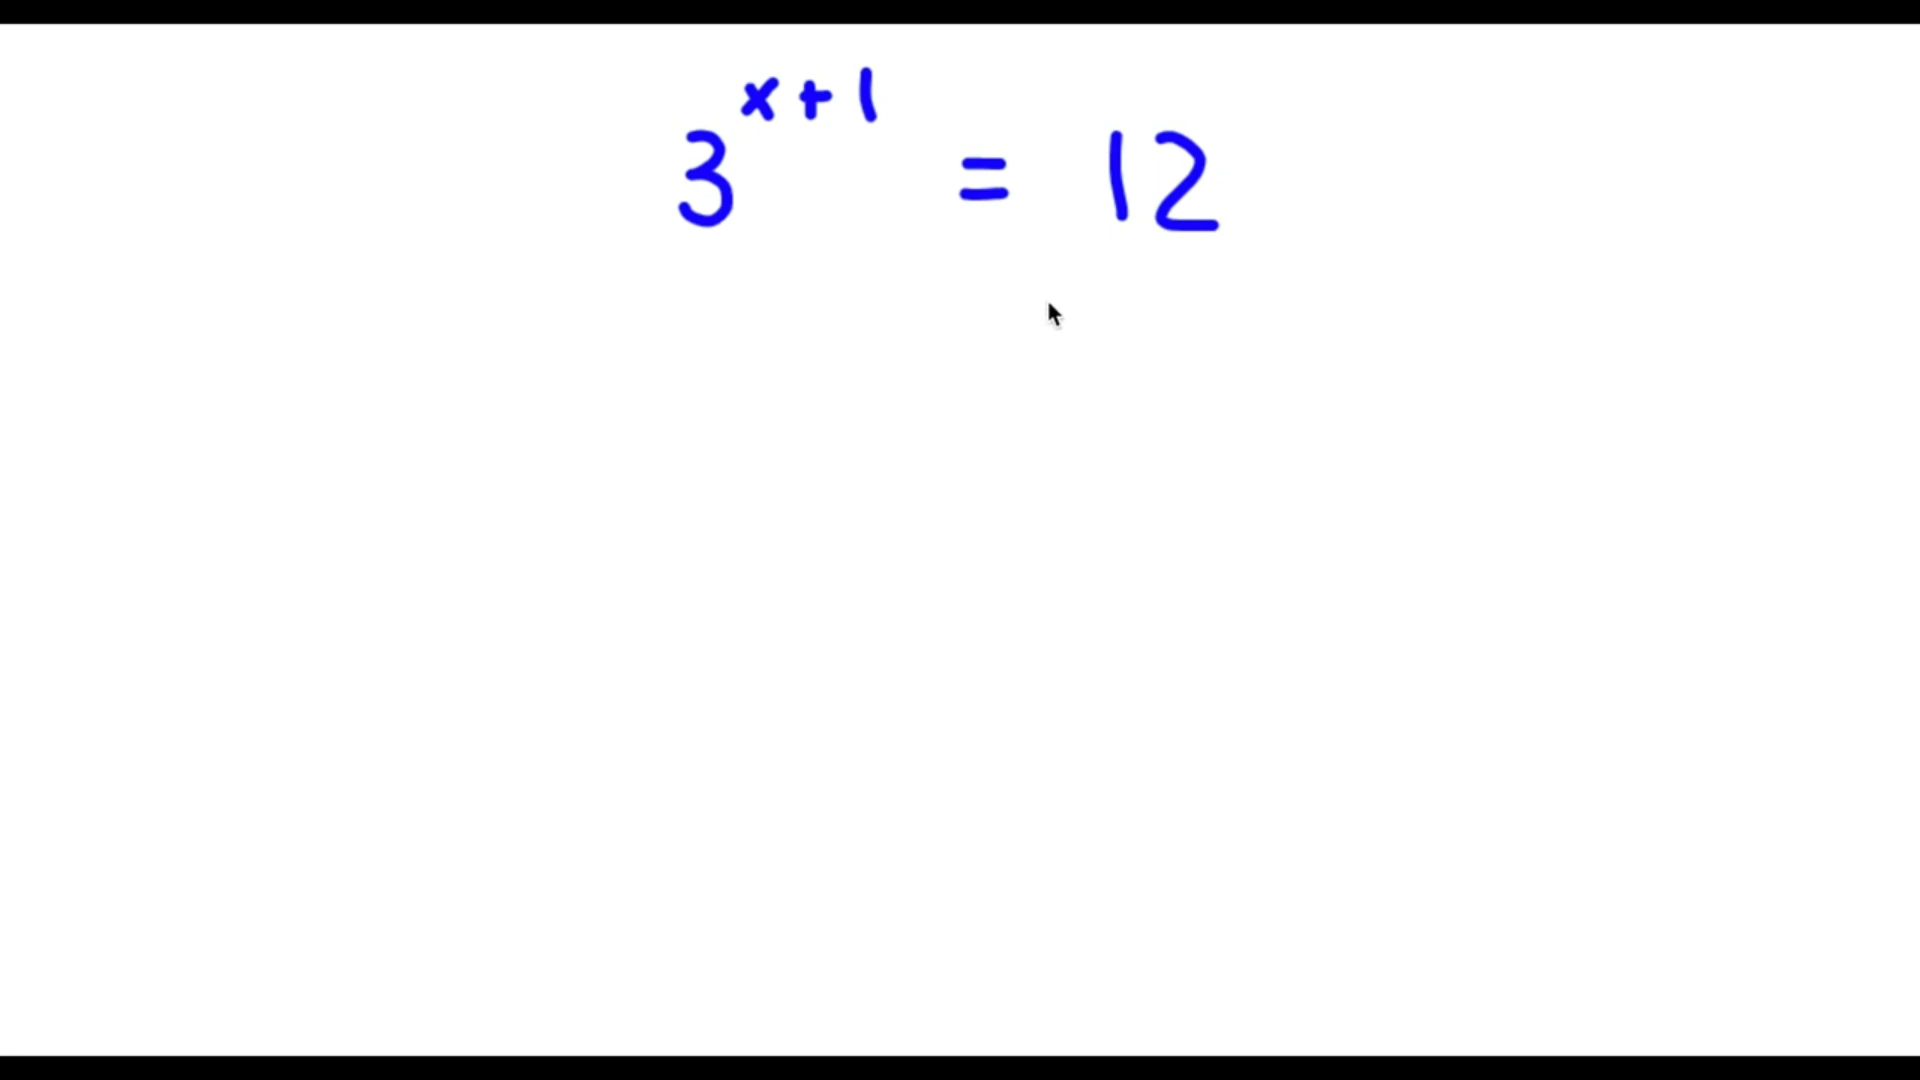 3^{x+1} = 12